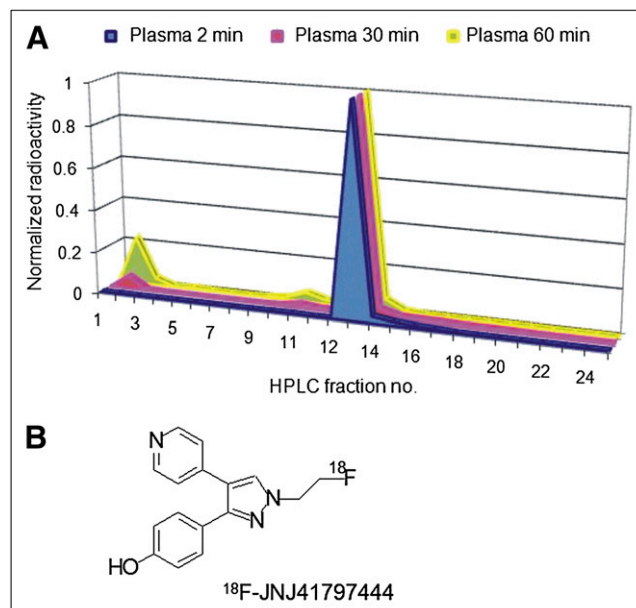 A
Plasma 2 min Plasma 30 min Plasma 60 min
Normalized radioactivity
1
0.8
0.6
0.4
0.2
0
1 3 5 7 9 11 12 14 16 18 20 22 24
HPLC fraction no.
B
N
18F
N
N
HO
18F-JNJ41797444